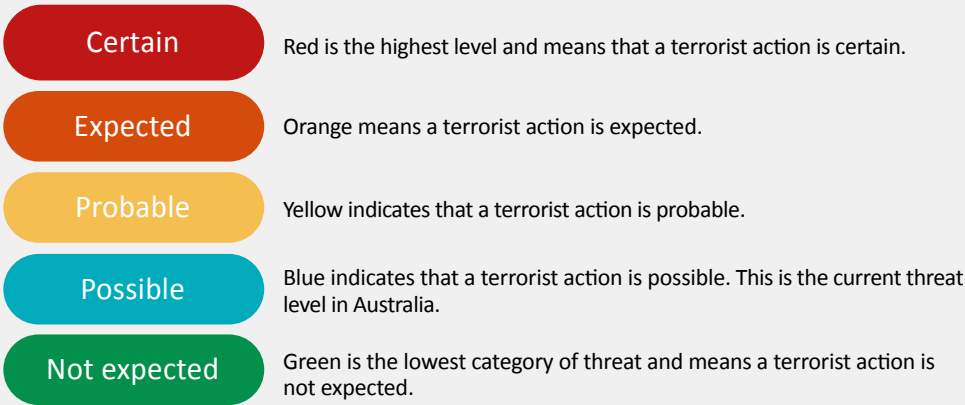 Certain
Red is the highest level and means that a terrorist action is certain.
Expected
Orange means a terrorist action is expected.
Probable
Yellow indicates that a terrorist action is probable.
Possible
Blue indicates that a terrorist action is possible. This is the current threat
level in Australia.
Not expected
Green is the lowest category of threat and means a terrorist action is
not expected.